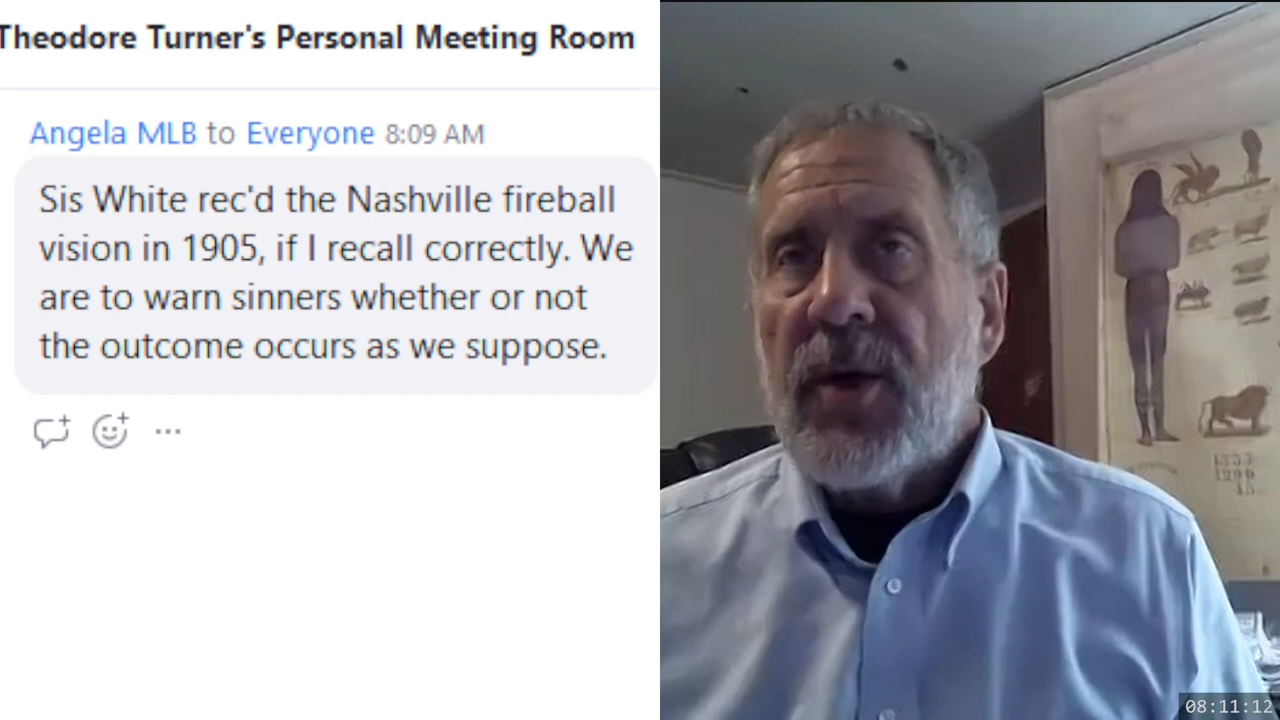 Theodore Turner's Personal Meeting Room
Angela MLB to Everyone 8:09 AM
Sis White rec'd the Nashville fireball
vision in 1905, if I recall correctly. We
are to warn sinners whether or not
the outcome occurs as we suppose.
08:11:12